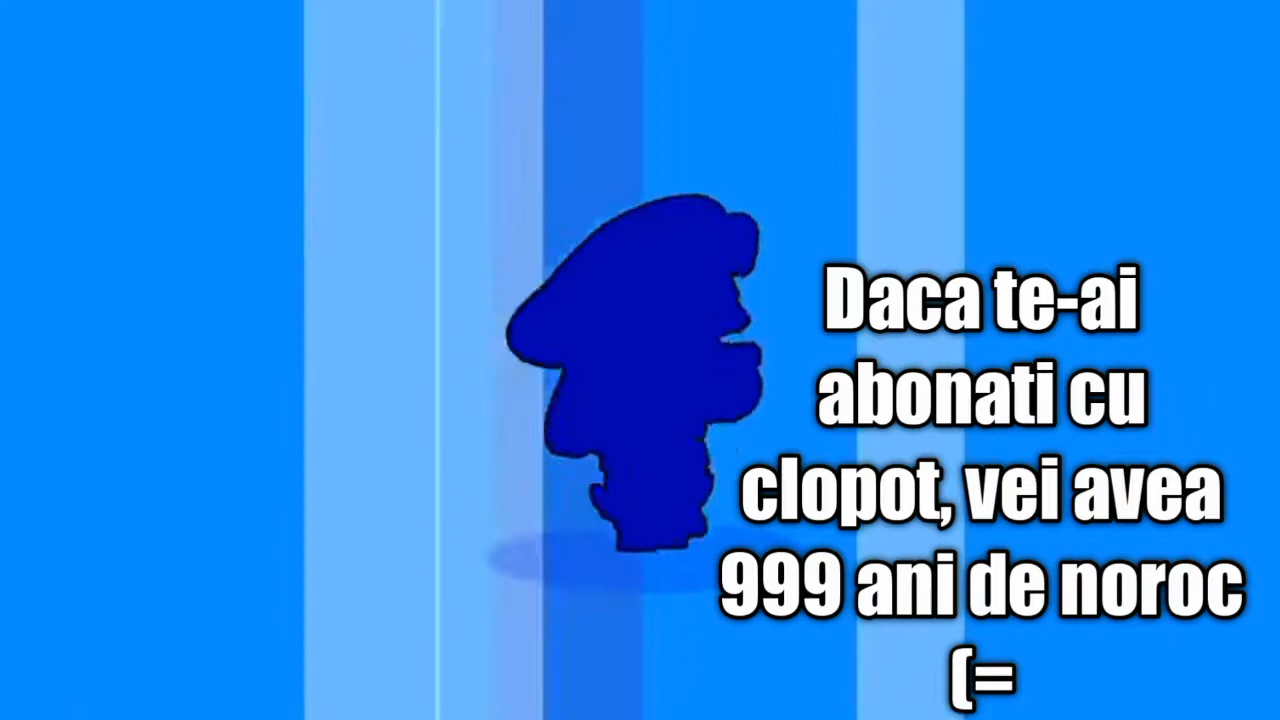 Daca te-ai
abonati cu
clopot, vei avea
999 ani de noroc
(=